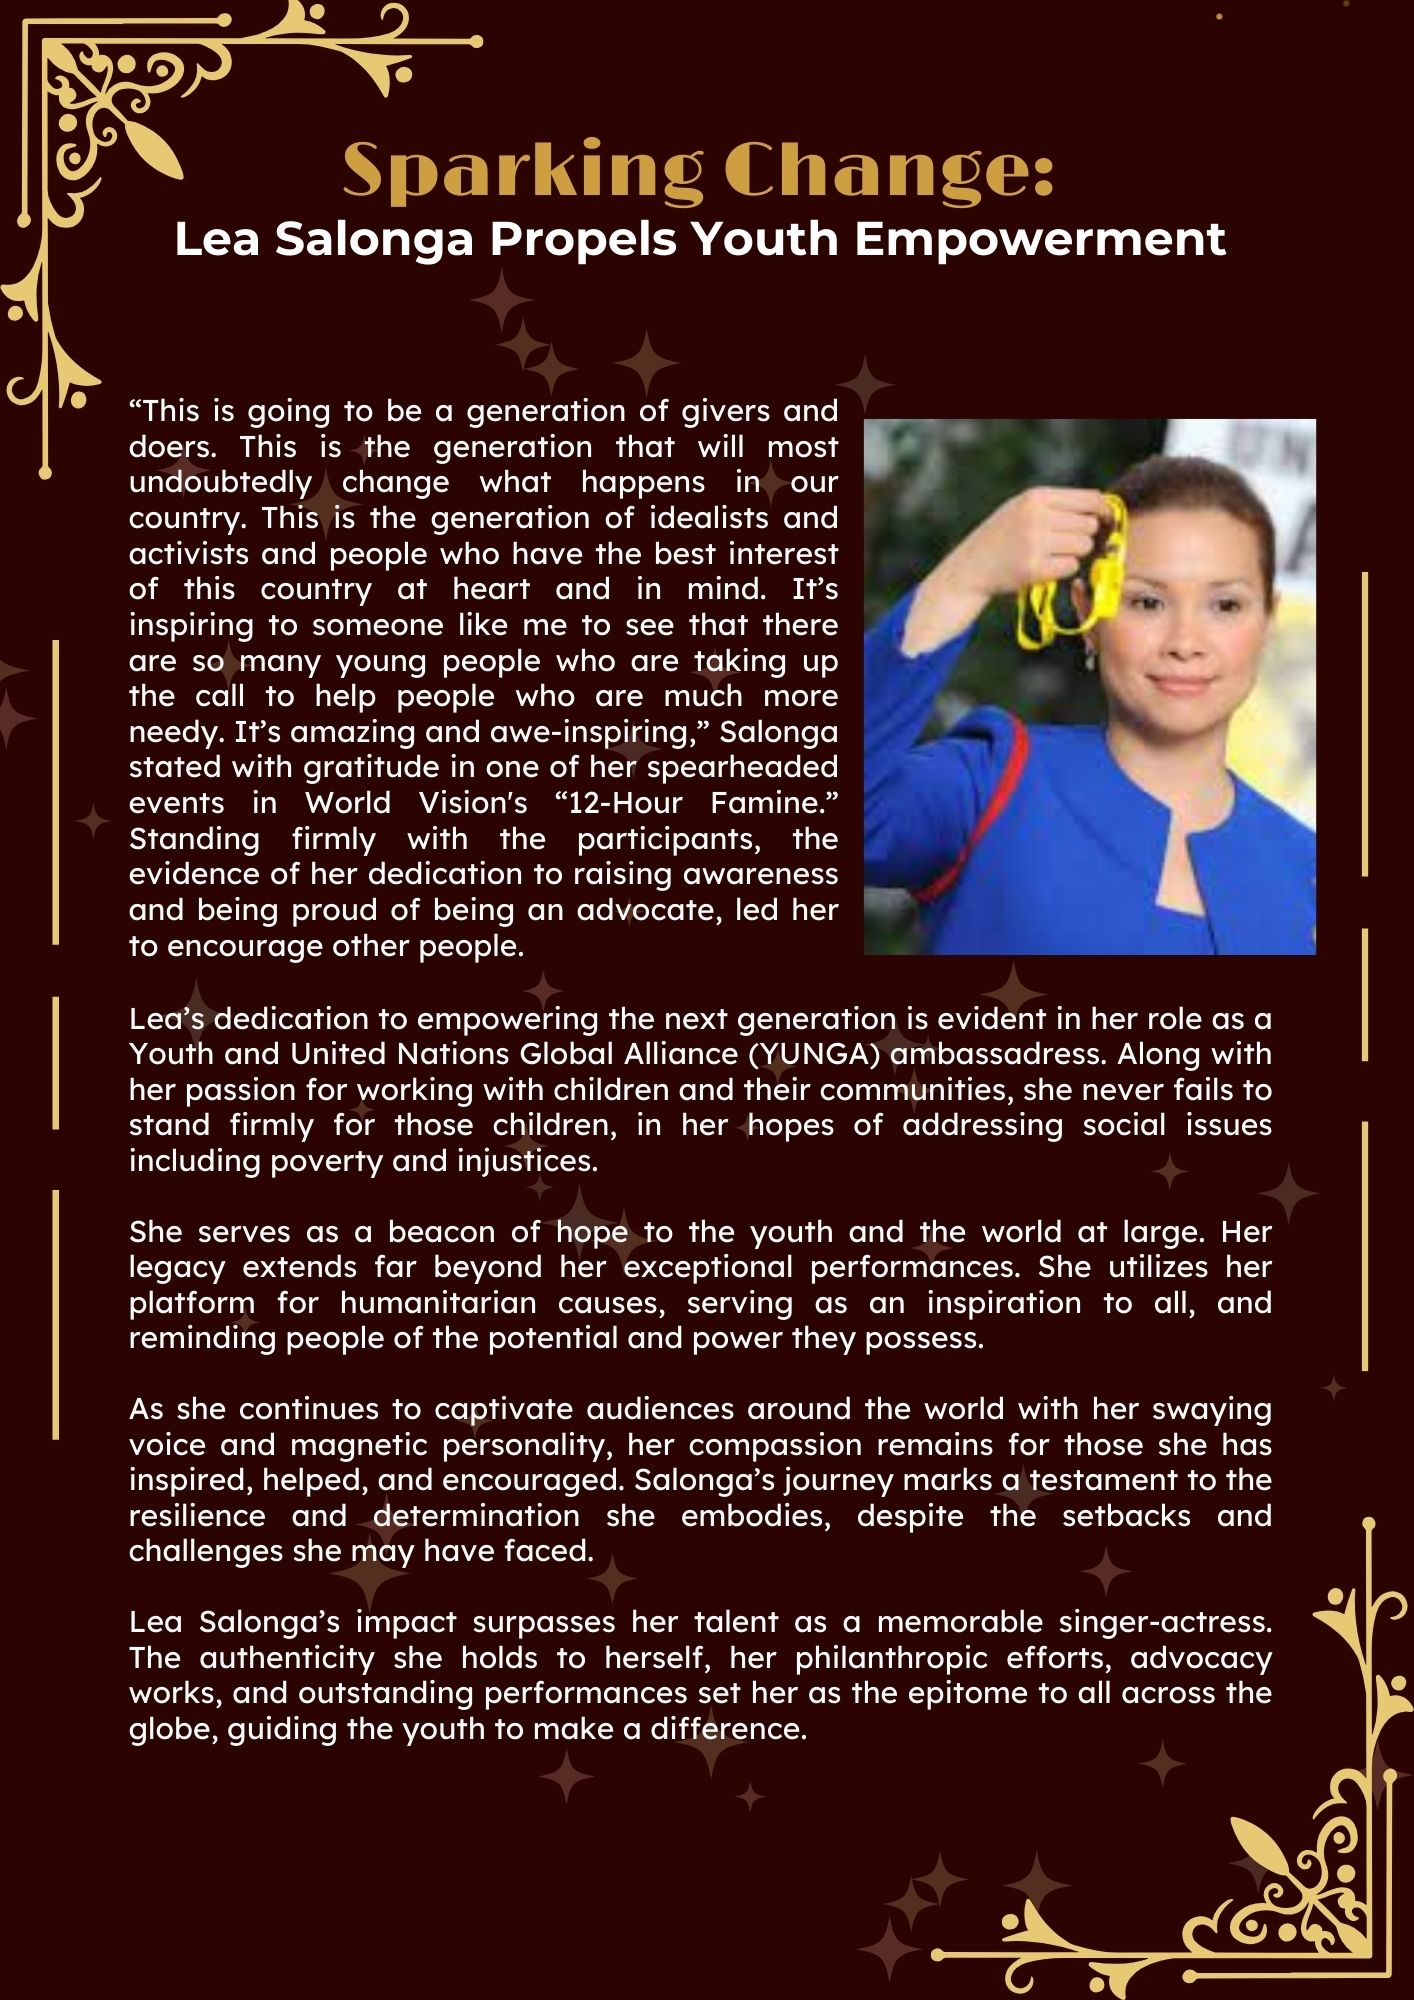 Sparking Change:
Lea Salonga Propels Youth Empowerment
“This is going to be a generation of givers and
doers. This is the generation that will most
undoubtedly change what happens in our
country. This is the generation of idealists and
activists and people who have the best interest
of this country at heart and in mind. It’s
inspiring to someone like me to see that there
are so many young people who are taking up
the call to help people who are much more
needy. It’s amazing and awe-inspiring,” Salonga
stated with gratitude in one of her spearheaded
events in World Vision's “12-Hour Famine.”
Standing firmly with the participants, the
evidence of her dedication to raising awareness
and being proud of being an advocate, led her
to encourage other people.
Lea’s dedication to empowering the next generation is evident in her role as a
Youth and United Nations Global Alliance (YUNGA) ambassadress. Along with
her passion for working with children and their communities, she never fails to
stand firmly for those children, in her hopes of addressing social issues
including poverty and injustices.
She serves as a beacon of hope to the youth and the world at large. Her
legacy extends far beyond her exceptional performances. She utilizes her
platform for humanitarian causes, serving as an inspiration to all, and
reminding people of the potential and power they possess.
As she continues to captivate audiences around the world with her swaying
voice and magnetic personality, her compassion remains for those she has
inspired, helped, and encouraged. Salonga’s journey marks a testament to the
resilience and determination she embodies, despite the setbacks and
challenges she may have faced.
Lea Salonga’s impact surpasses her talent as a memorable singer-actress.
The authenticity she holds to herself, her philanthropic efforts, advocacy
works, and outstanding performances set her as the epitome to all across the
globe, guiding the youth to make a difference.